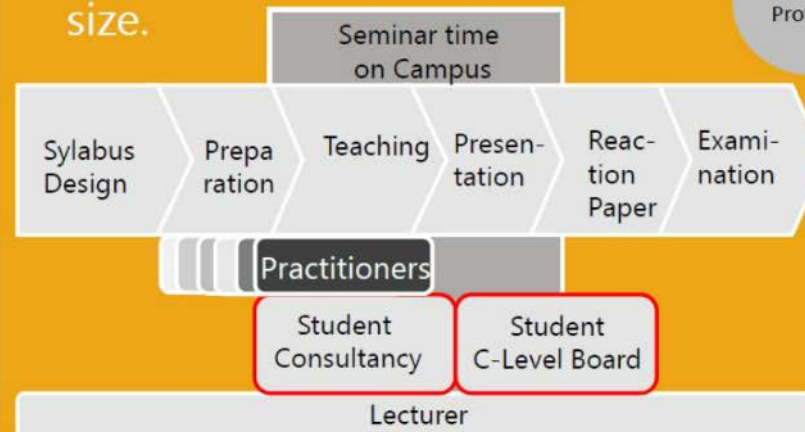 size.
Seminar time
on Campus
Sylabus
Design
Prepa
ration
Teaching
Presen-
tation
Reac-
tion
Paper
Exami-
nation
Practitioners
Student
Consultancy
Student
C-Level Board
Lecturer